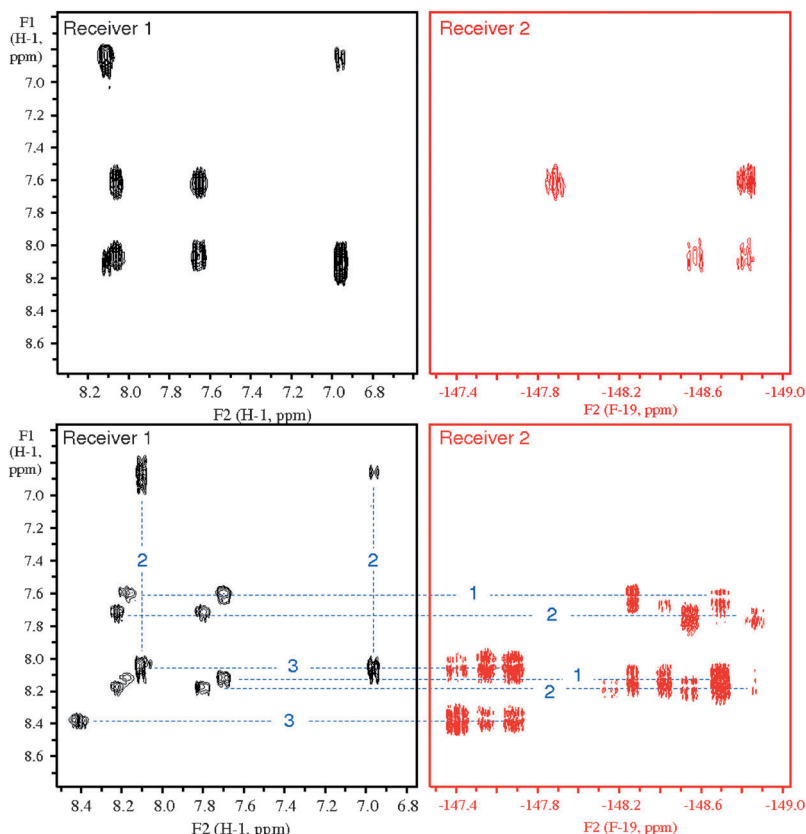 F1
(H-1,
ppm)
Receiver 1
Receiver 2
7.0
7.2
7.4
7.6
7.8
8.0
8.2
8.4
8.6
8.2 8.0 7.8 7.6 7.4 7.2 7.0 6.8
F2 (H-1, ppm)
-147.4 -147.8 -148.2 -148.6 -149.0
F2 (F-19, ppm)
F1
(H-1,
ppm)
Receiver 1
Receiver 2
7.0
7.2
7.4
2 2
7.6
1
7.8
2
8.0
3
1
8.2
2
8.4
3
8.6
8.4 8.2 8.0 7.8 7.6 7.4 7.2 7.0 6.8
F2 (H-1, ppm)
-147.4 -147.8 -148.2 -148.6 -149.0
F2 (F-19, ppm)